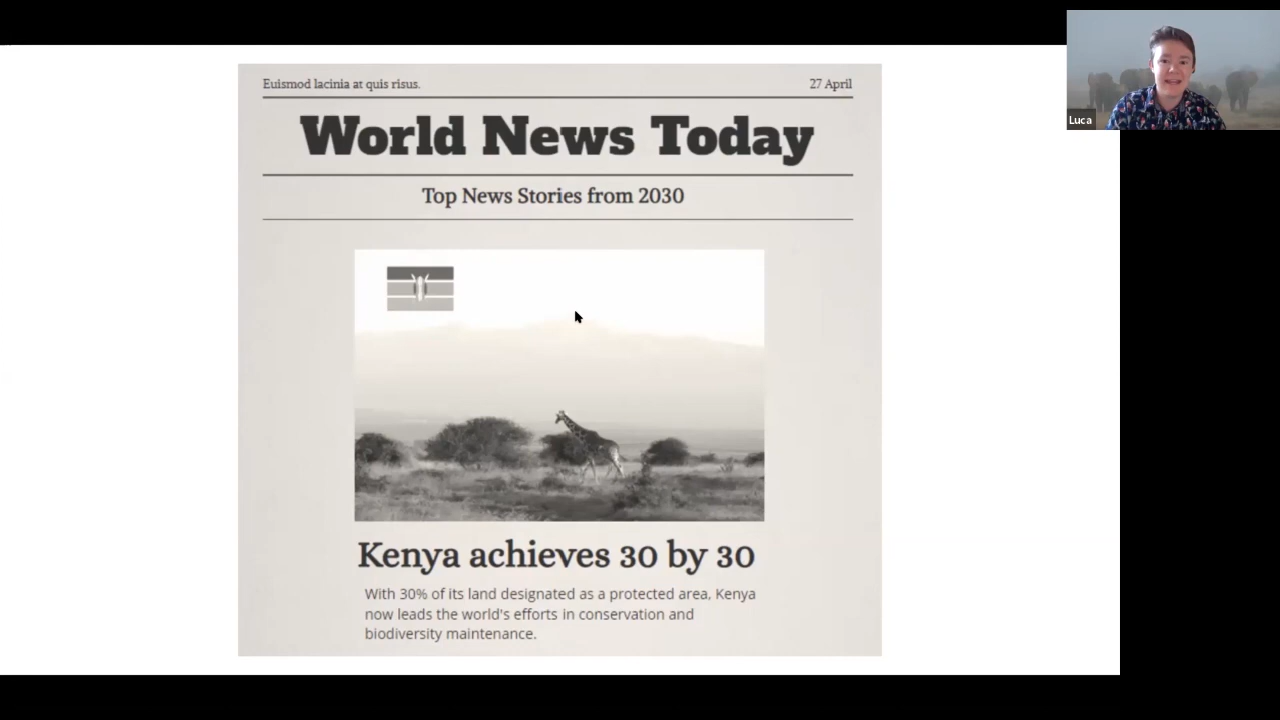 Euismod lacinia at quis risus.
27 April
World News Today
Top News Stories from 2030
Kenya achieves 30 by 30
With 30% of its land designated as a protected area, Kenya
now leads the world's efforts in conservation and
biodiversity maintenance.
Luca